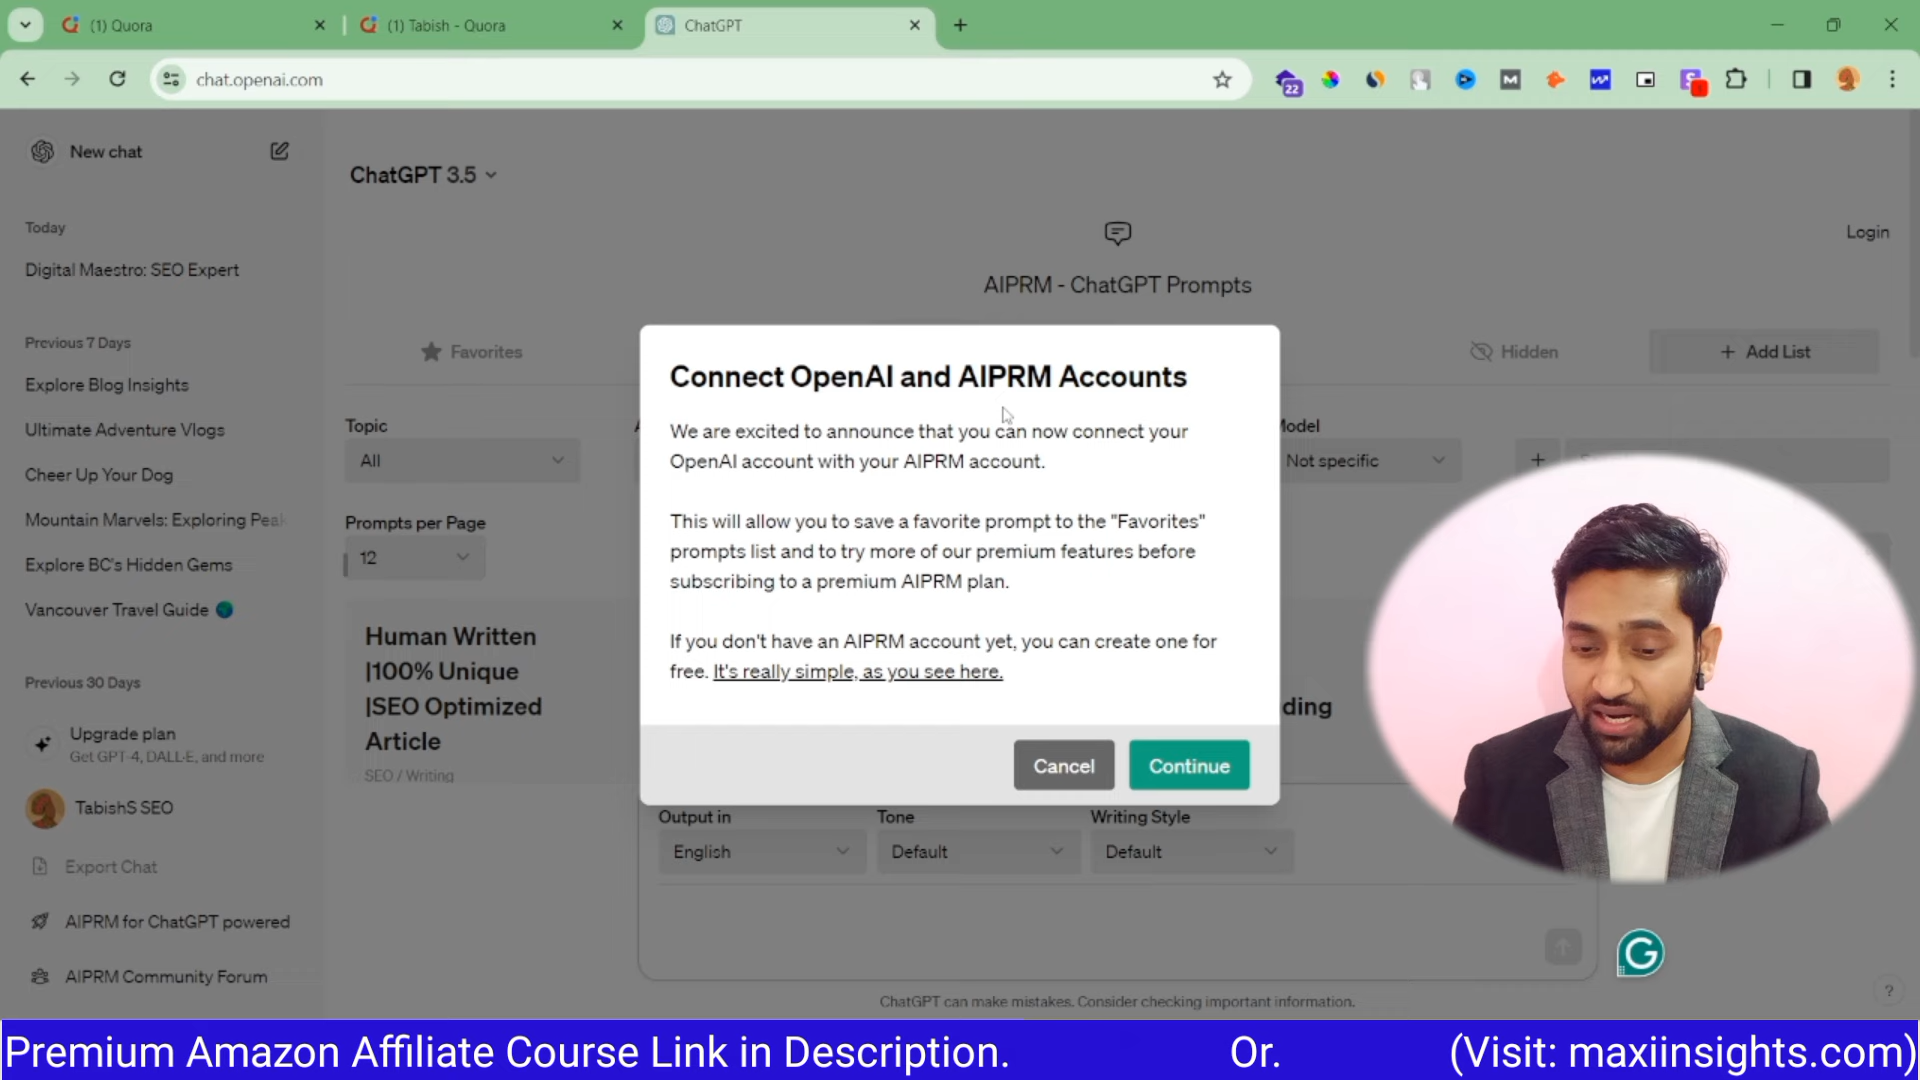 (1) Quora
(1) Tabish - Quora
ChatGPT
chat.openai.com
22
New chat
ChatGPT 3.5
Today
Digital Maestro: SEO Expert
Login
AIPRM - ChatGPT Prompts
Previous 7 Days
Explore Blog Insights
Ultimate Adventure Vlogs
Cheer Up Your Dog
Mountain Marvels: Exploring Peak
Explore BC's Hidden Gems
Vancouver Travel Guide
Previous 30 Days
Upgrade plan
Get GPT-4, DALL·E, and more
TabishS SEO
Export Chat
AIPRM for ChatGPT powered
AIPRM Community Forum
Favorites
Hidden
+ Add List
Topic
All
Model
Not specific
+
Prompts per Page
12
Human Written
|100% Unique
|SEO Optimized
Article
SEO / Writing
ding
Connect OpenAI and AIPRM Accounts
We are excited to announce that you can now connect your
OpenAI account with your AIPRM account.
This will allow you to save a favorite prompt to the "Favorites"
prompts list and to try more of our premium features before
subscribing to a premium AIPRM plan.
If you don't have an AIPRM account yet, you can create one for
free. It's really simple, as you see here.
Cancel
Continue
Output in
Tone
Writing Style
English
Default
Default
G
?
ChatGPT can make mistakes. Consider checking important information.
Premium Amazon Affiliate Course Link in Description. Or. (Visit: maxiinsights.com)